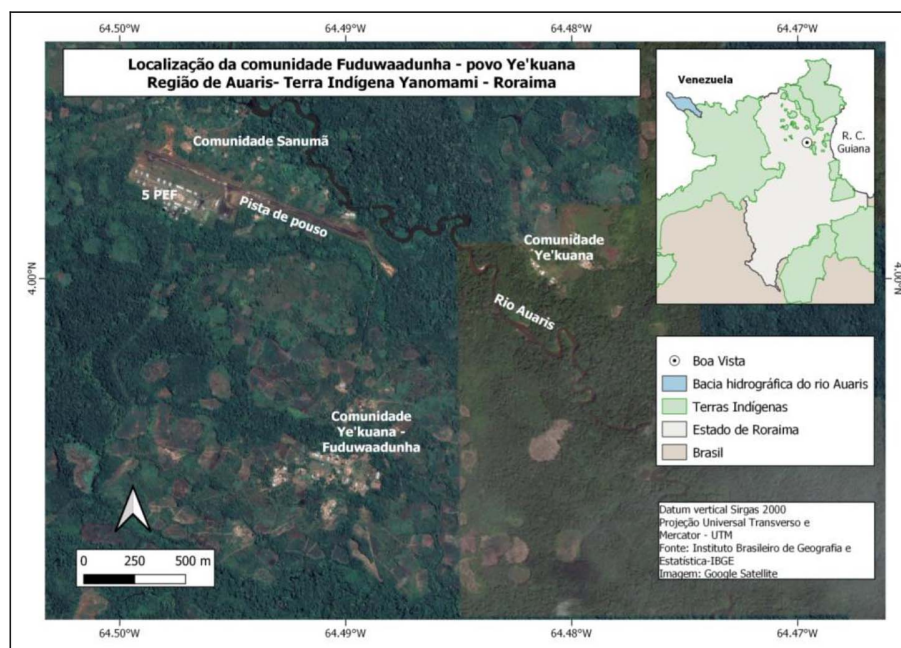 64.50°W 64.49°W 64.48°W 64.47°W
Localização da comunidade Fuduwaadunha - povo Ye'kuana
Região de Auaris- Terra Indígena Yanomami - Roraima
Venezuela
R. C.
Guiana
Comunidade Sanumã
5 PEF
Pista de pouso
Comunidade
Ye'kuana
4.00°N
4.00°N
Rio Auaris
Boa Vista
Bacia hidrográfica do rio Auaris
Terras Indígenas
Estado de Roraima
Brasil
Comunidade
Ye'kuana -
Fuduwaadunha
Datum vertical Sirgas 2000
Projeção Universal Transverso e
Mercator - UTM
Fonte: Instituto Brasileiro de Geografia e
Estatística-IBGE
Imagem: Google Satellite
0 250 500 m
64.50°W 64.49°W 64.48°W 64.47°W